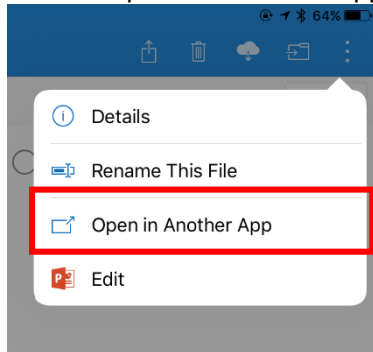 64%
Details
Rename This File
Open in Another App
Edit